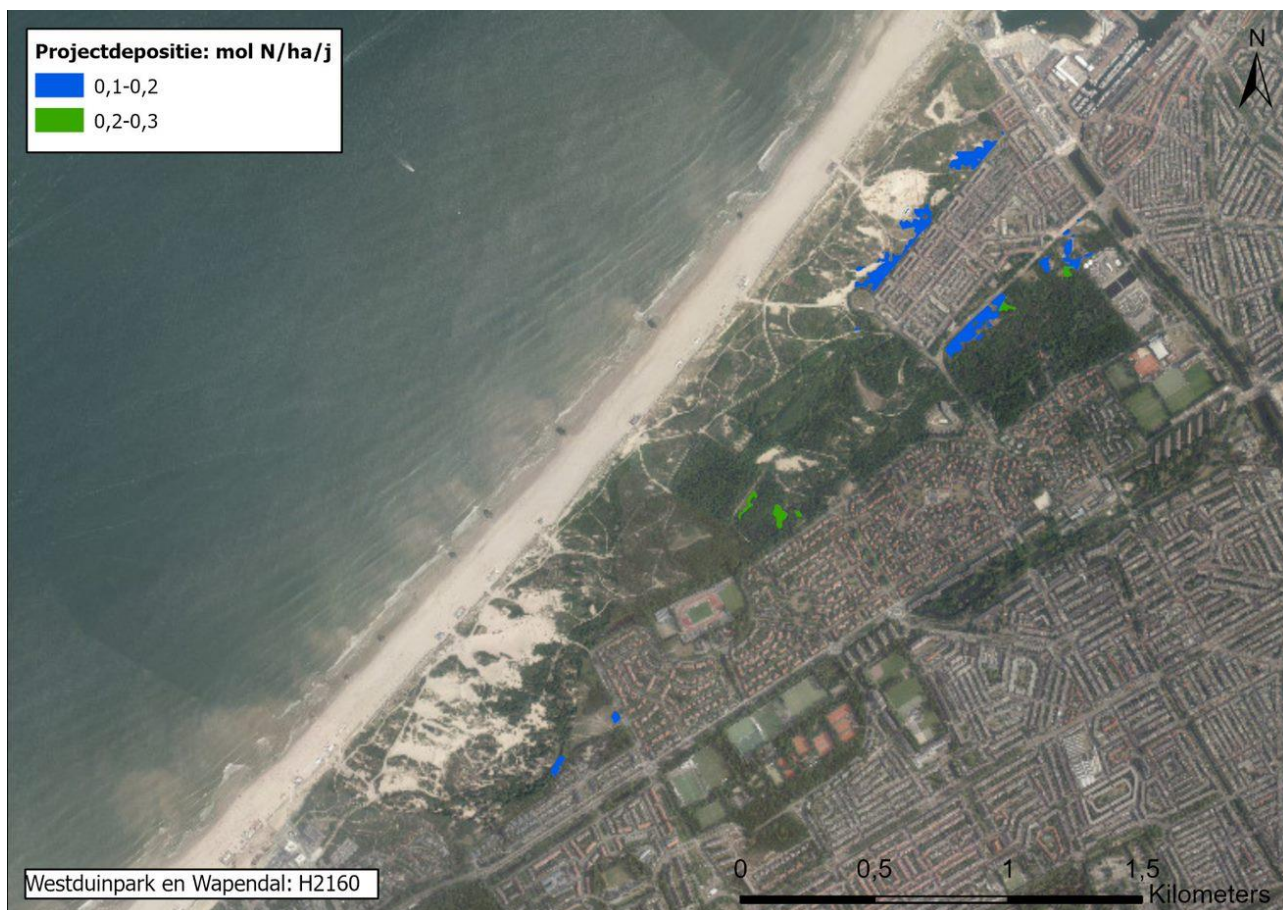 Projectdepositie: mol N/ha/j
0,1-0,2
0,2-0,3
N
Westduinpark en Wapendal: H2160
0 0,5 1 1,5
Kilometers